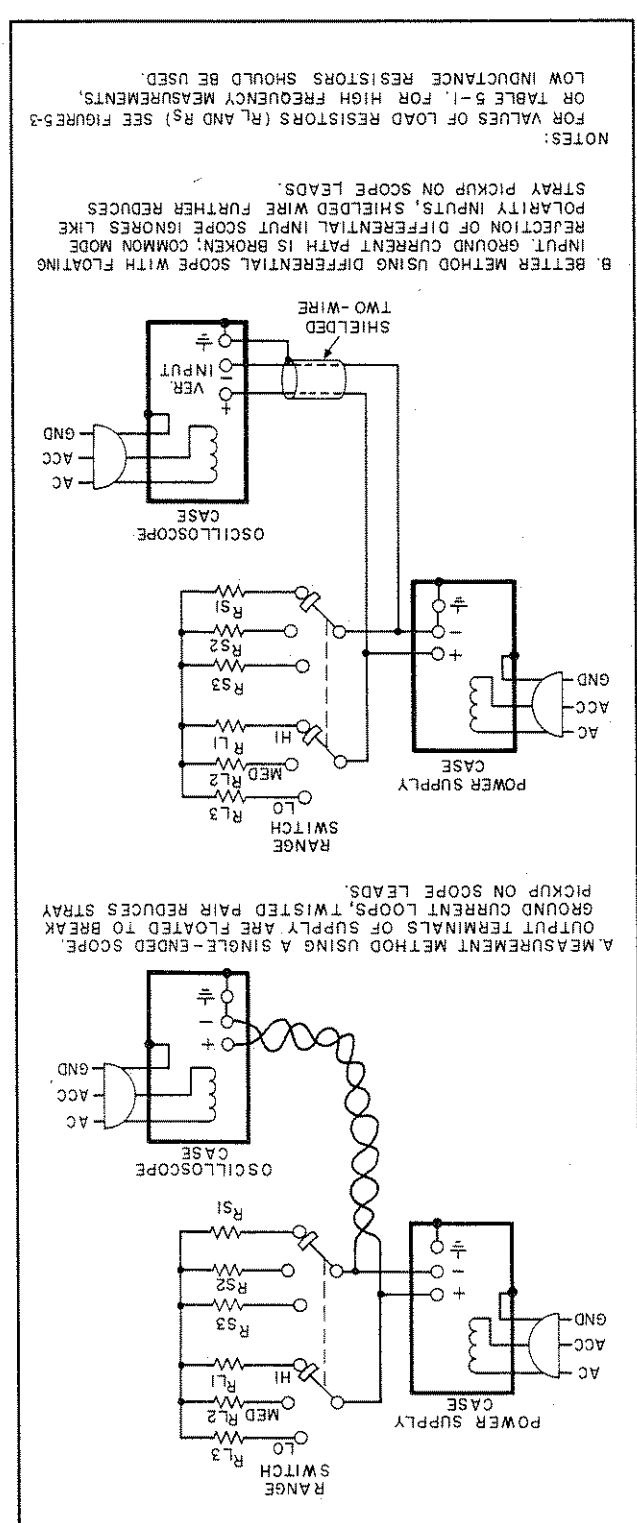 RANGE
SWITCH
LO
RL3
MED
RL2
HI
RL1
RS3
RS2
RS1
POWER SUPPLY
CASE
AC
ACC
GND
+
-
OSCILLOSCOPE
CASE
AC
ACC
GND
+
-
A. MEASUREMENT METHOD USING A SINGLE-ENDED SCOPE.
OUTPUT TERMINALS OF SUPPLY ARE FLOATED TO BREAK
GROUND CURRENT LOOPS, TWISTED PAIR REDUCES STRAY
PICKUP ON SCOPE LEADS.
RANGE
SWITCH
LO
RL3
MED
RL2
HI
RL1
RS3
RS2
RS1
POWER SUPPLY
CASE
AC
ACC
GND
+
-
OSCILLOSCOPE
CASE
AC
ACC
GND
+
VER.
INPUT
-
SHIELDED
TWO-WIRE
B. BETTER METHOD USING DIFFERENTIAL SCOPE WITH FLOATING
INPUT. GROUND CURRENT PATH IS BROKEN; COMMON MODE
REJECTION OF DIFFERENTIAL INPUT SCOPE IGNORES LIKE
POLARITY INPUTS, SHIELDED WIRE FURTHER REDUCES
STRAY PICKUP ON SCOPE LEADS.
NOTES:
FOR VALUES OF LOAD RESISTORS (RL AND RS) SEE FIGURE 5-3
OR TABLE 5-1. FOR HIGH FREQUENCY MEASUREMENTS,
LOW INDUCTANCE RESISTORS SHOULD BE USED.